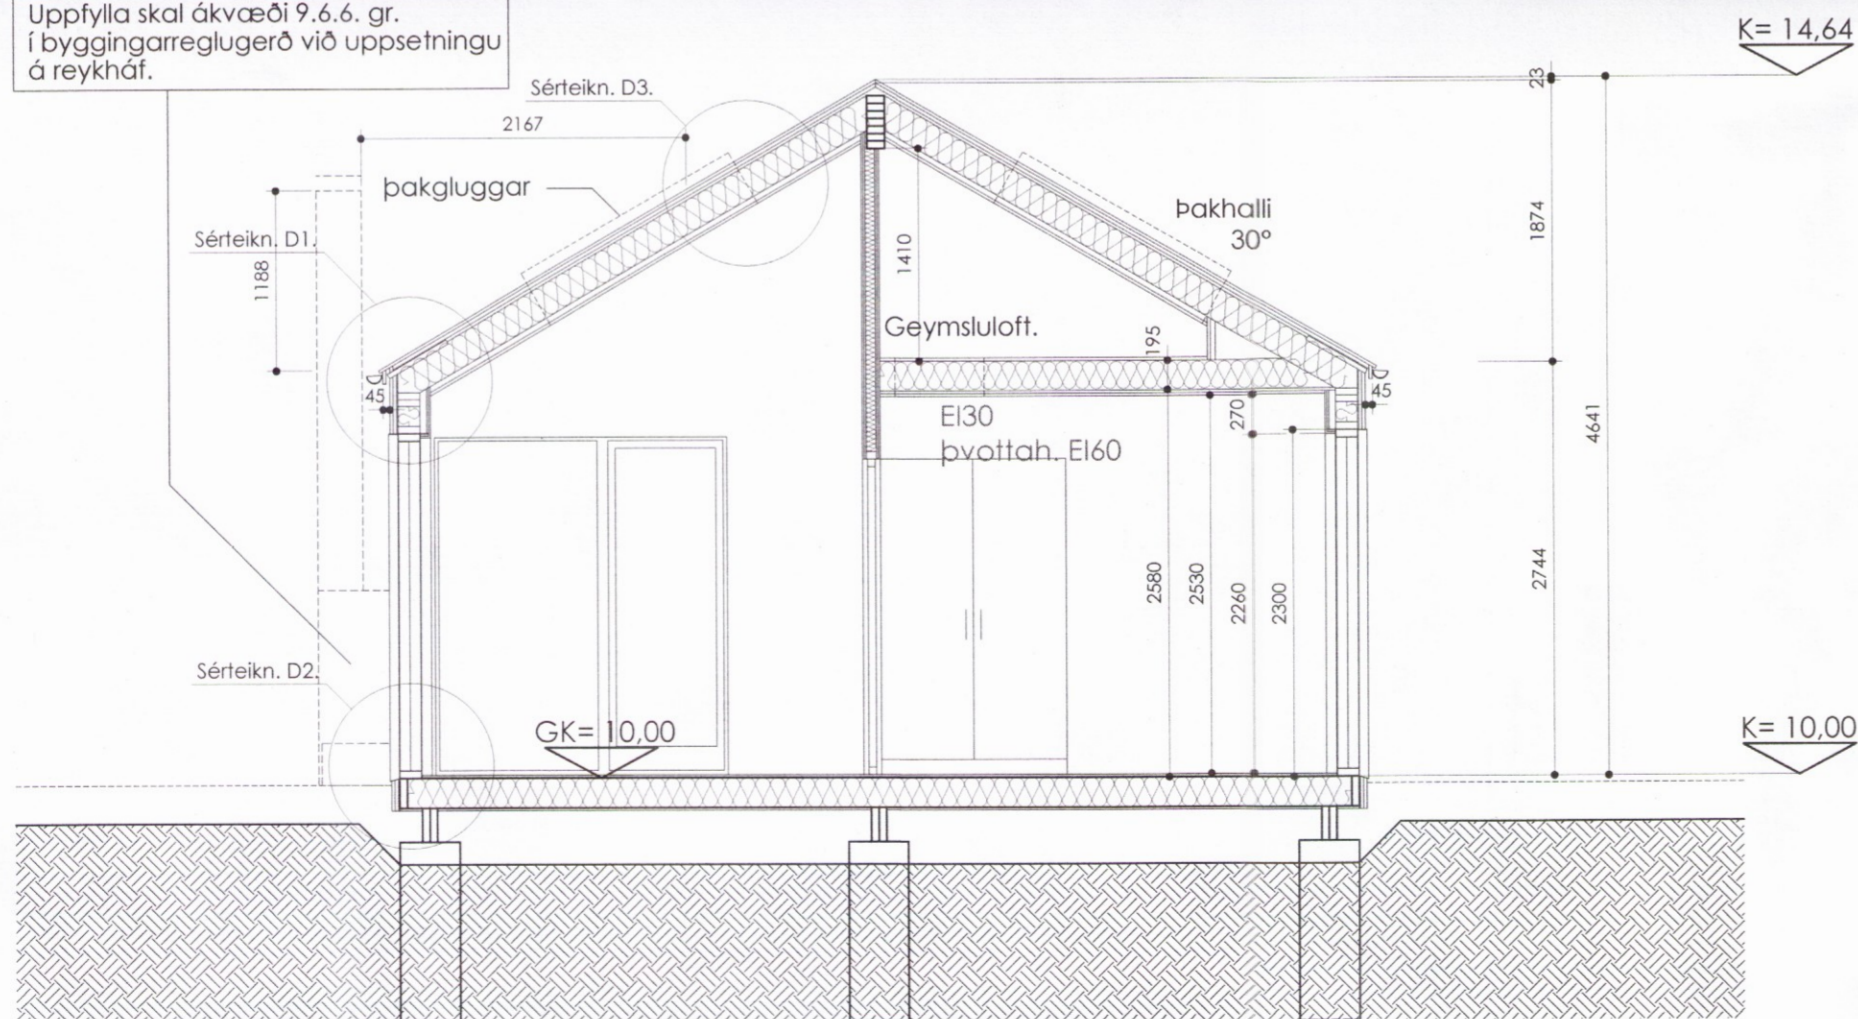 Uppfylla skal ákvæði 9.6.6. gr.
í byggingarreglugerð við uppsetningu
á reykháf.
K= 14,64
Sérteikn. D3.
23
2167
þakgluggar
Þakhalli
30°
1874
Sérteikn. D1.
1188
1410
Geymsluloft.
195
45
45
EI30
þvottah. EI60
270
4641
2580
2530
2260
2300
2744
Sérteikn. D2.
GK= 10,00
K= 10,00